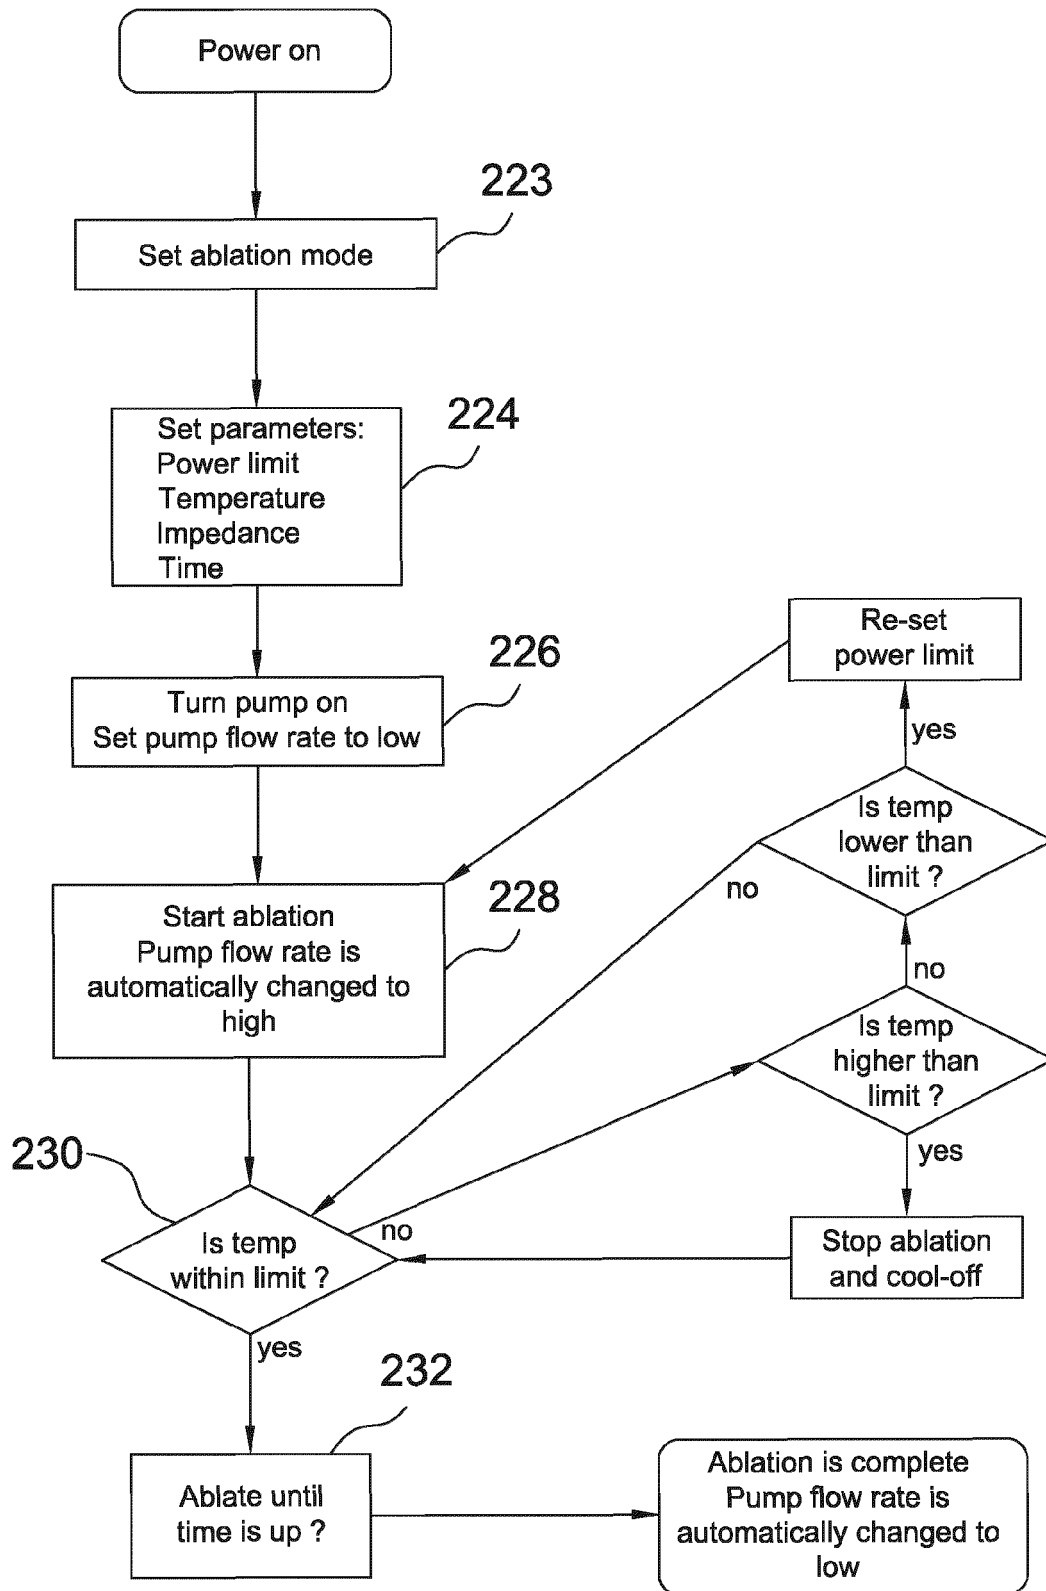 Power on
223
Set ablation mode
224
Set parameters:
Power limit
Temperature
Impedance
Time
226
Turn pump on
Set pump flow rate to low
228
Start ablation
Pump flow rate is
automatically changed to
high
Re-set
power limit
yes
Is temp
lower than
limit ?
no
no
Is temp
higher than
limit ?
yes
Stop ablation
and cool-off
230
Is temp
within limit ?
no
yes
232
Ablate until
time is up ?
Ablation is complete
Pump flow rate is
automatically changed to
low